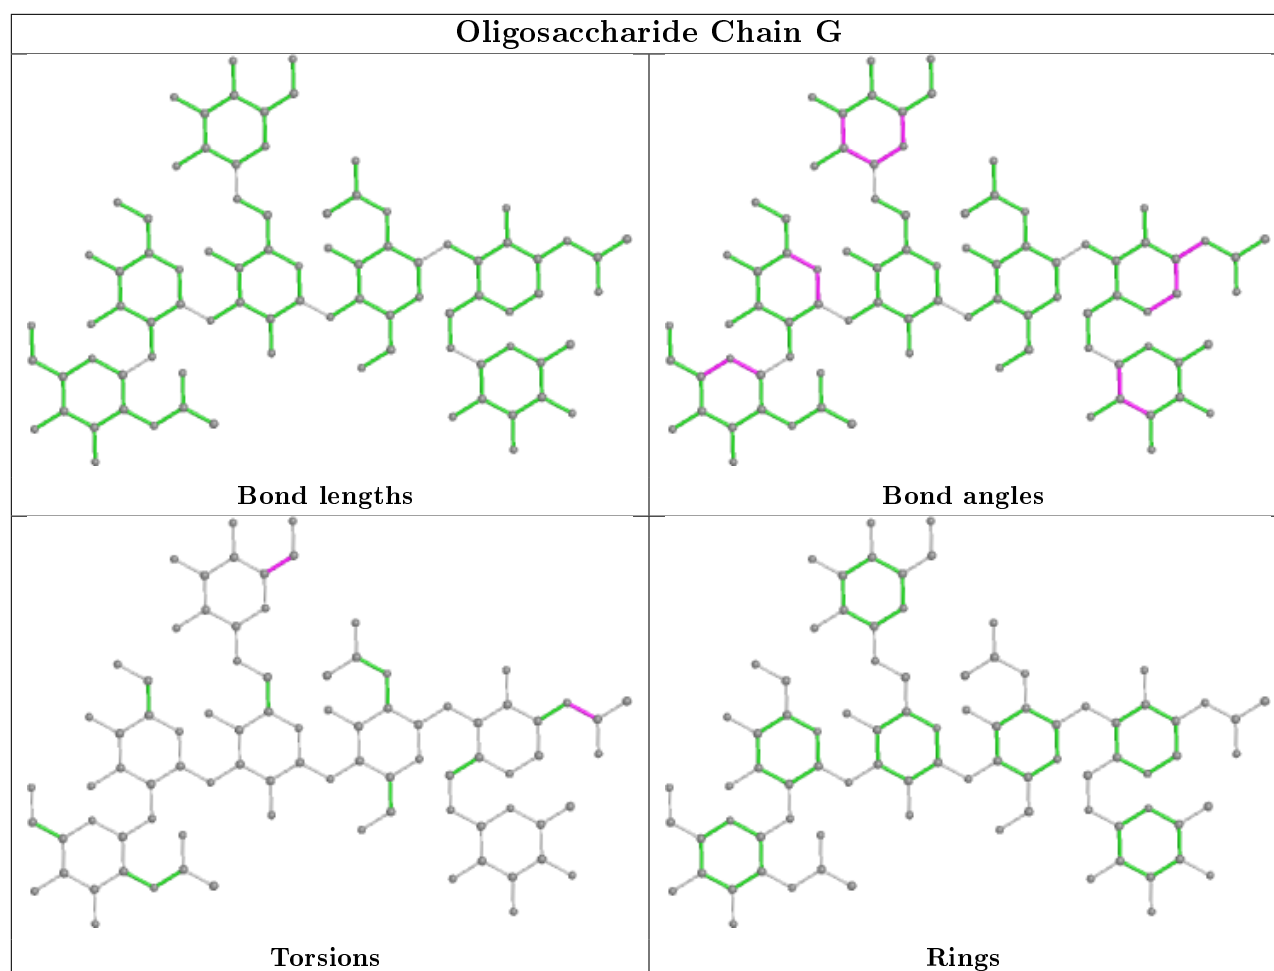 Oligosaccharide Chain G
Bond lengths
Bond angles
Torsions
Rings